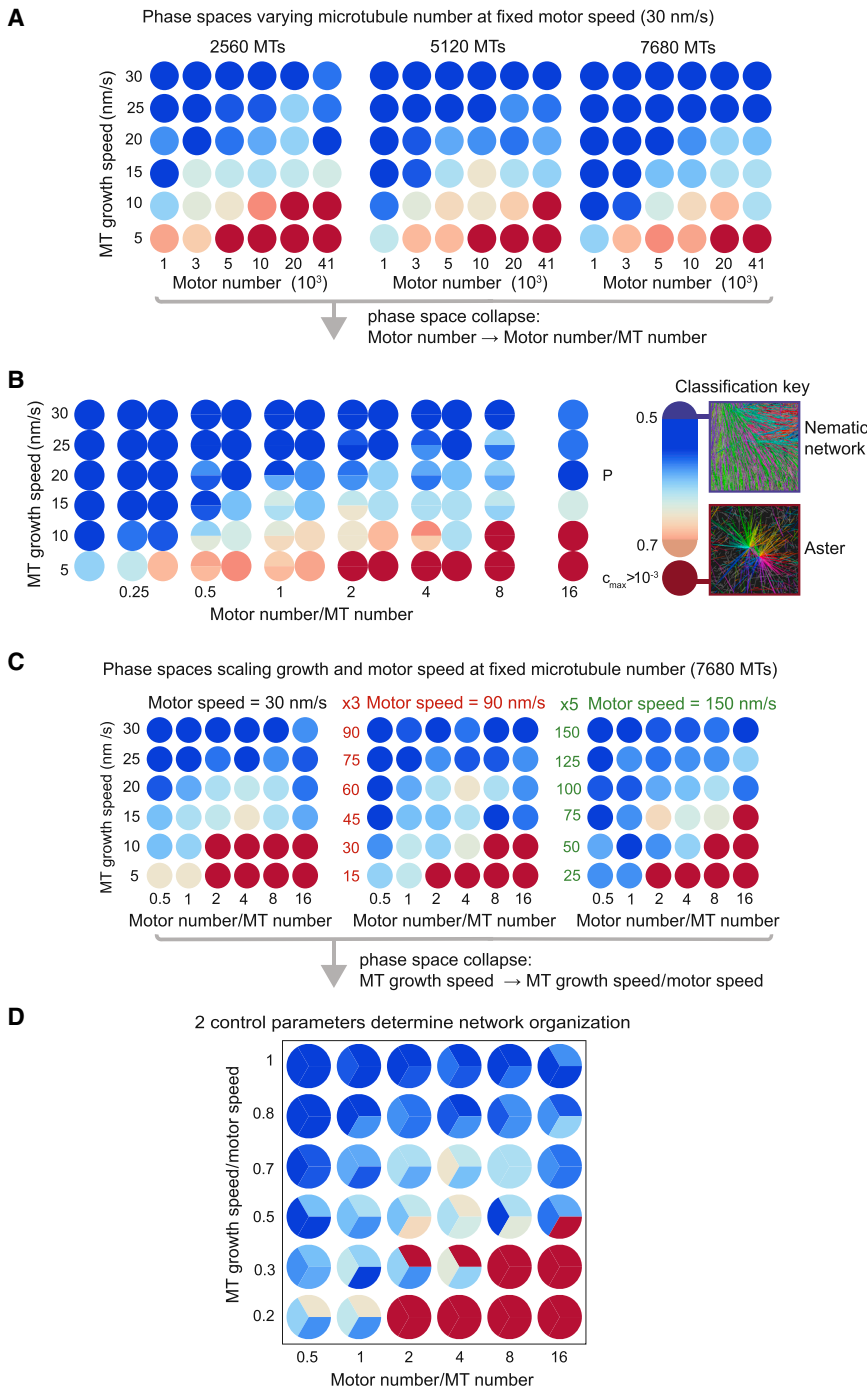 A
Phase spaces varying microtubule number at fixed motor speed (30 nm/s)
2560 MTs 5120 MTs 7680 MTs
MT growth speed (nm/s)
30
25
20
15
10
5
1 3 5 10 20 41 1 3 5 10 20 41 1 3 5 10 20 41
Motor number (10³) Motor number (10³) Motor number (10³)
phase space collapse:
Motor number → Motor number/MT number
B
MT growth speed (nm/s)
30
25
20
15
10
5
0.25 0.5 1 2 4 8 16
Motor number/MT number
Classification key
0.5
P
0.7
cmax>10⁻³
Nematic
network
Aster
C
Phase spaces scaling growth and motor speed at fixed microtubule number (7680 MTs)
Motor speed = 30 nm/s x3 Motor speed = 90 nm/s x5 Motor speed = 150 nm/s
MT growth speed (nm /s)
30 90 150
25 75 125
20 60 100
15 45 75
10 30 50
5 15 25
0.5 1 2 4 8 16 0.5 1 2 4 8 16 0.5 1 2 4 8 16
Motor number/MT number Motor number/MT number Motor number/MT number
phase space collapse:
MT growth speed → MT growth speed/motor speed
D
2 control parameters determine network organization
MT growth speed/motor speed
1
0.8
0.7
0.5
0.3
0.2
0.5 1 2 4 8 16
Motor number/MT number